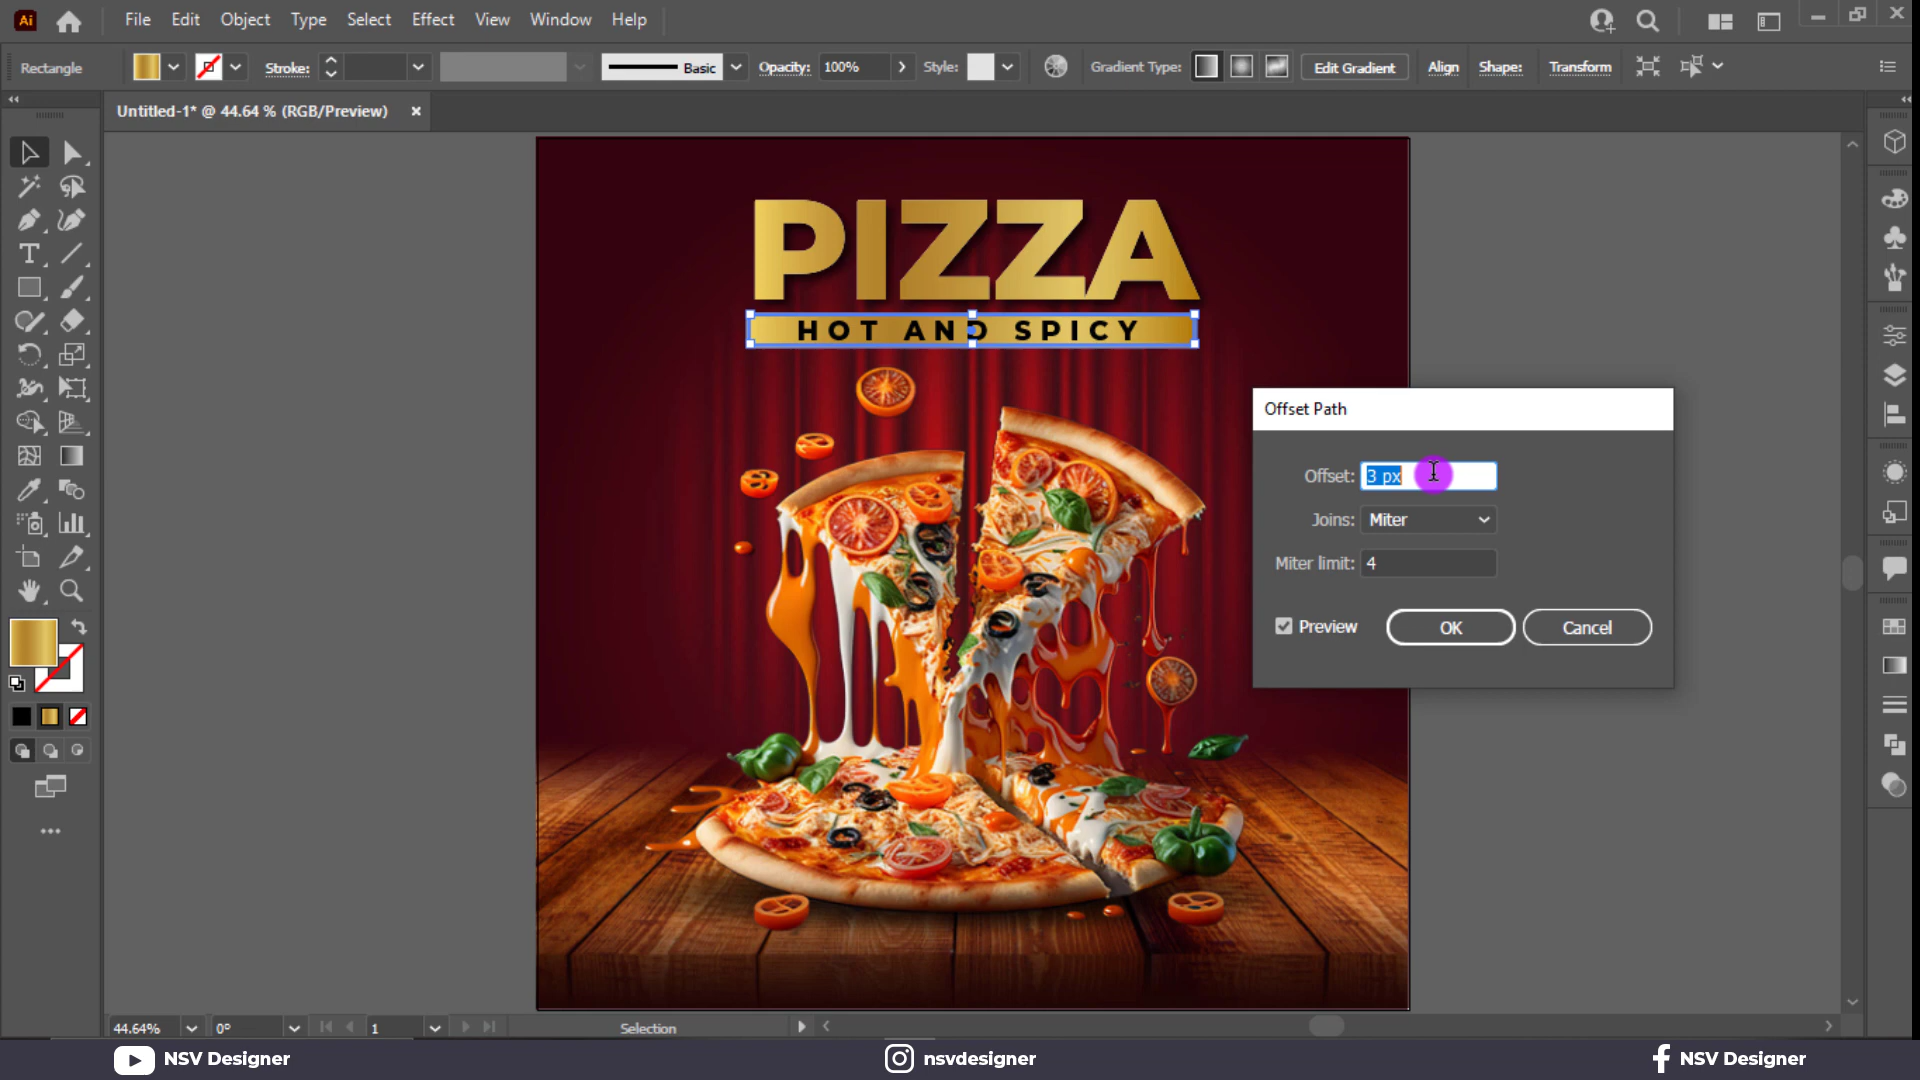 Ai File Edit Object Type Select Effect View Window Help
Rectangle Stroke: Basic Opacity: 100% Style: Gradient Type: Edit Gradient Align Shape: Transform
Untitled-1* @ 44.64 % (RGB/Preview)
PIZZA
HOT AND SPICY
Offset Path
Offset: 3 px
Joins: Miter
Miter limit: 4
Preview OK Cancel
44.64% 0° 1 Selection
NSV Designer nsvdesigner NSV Designer